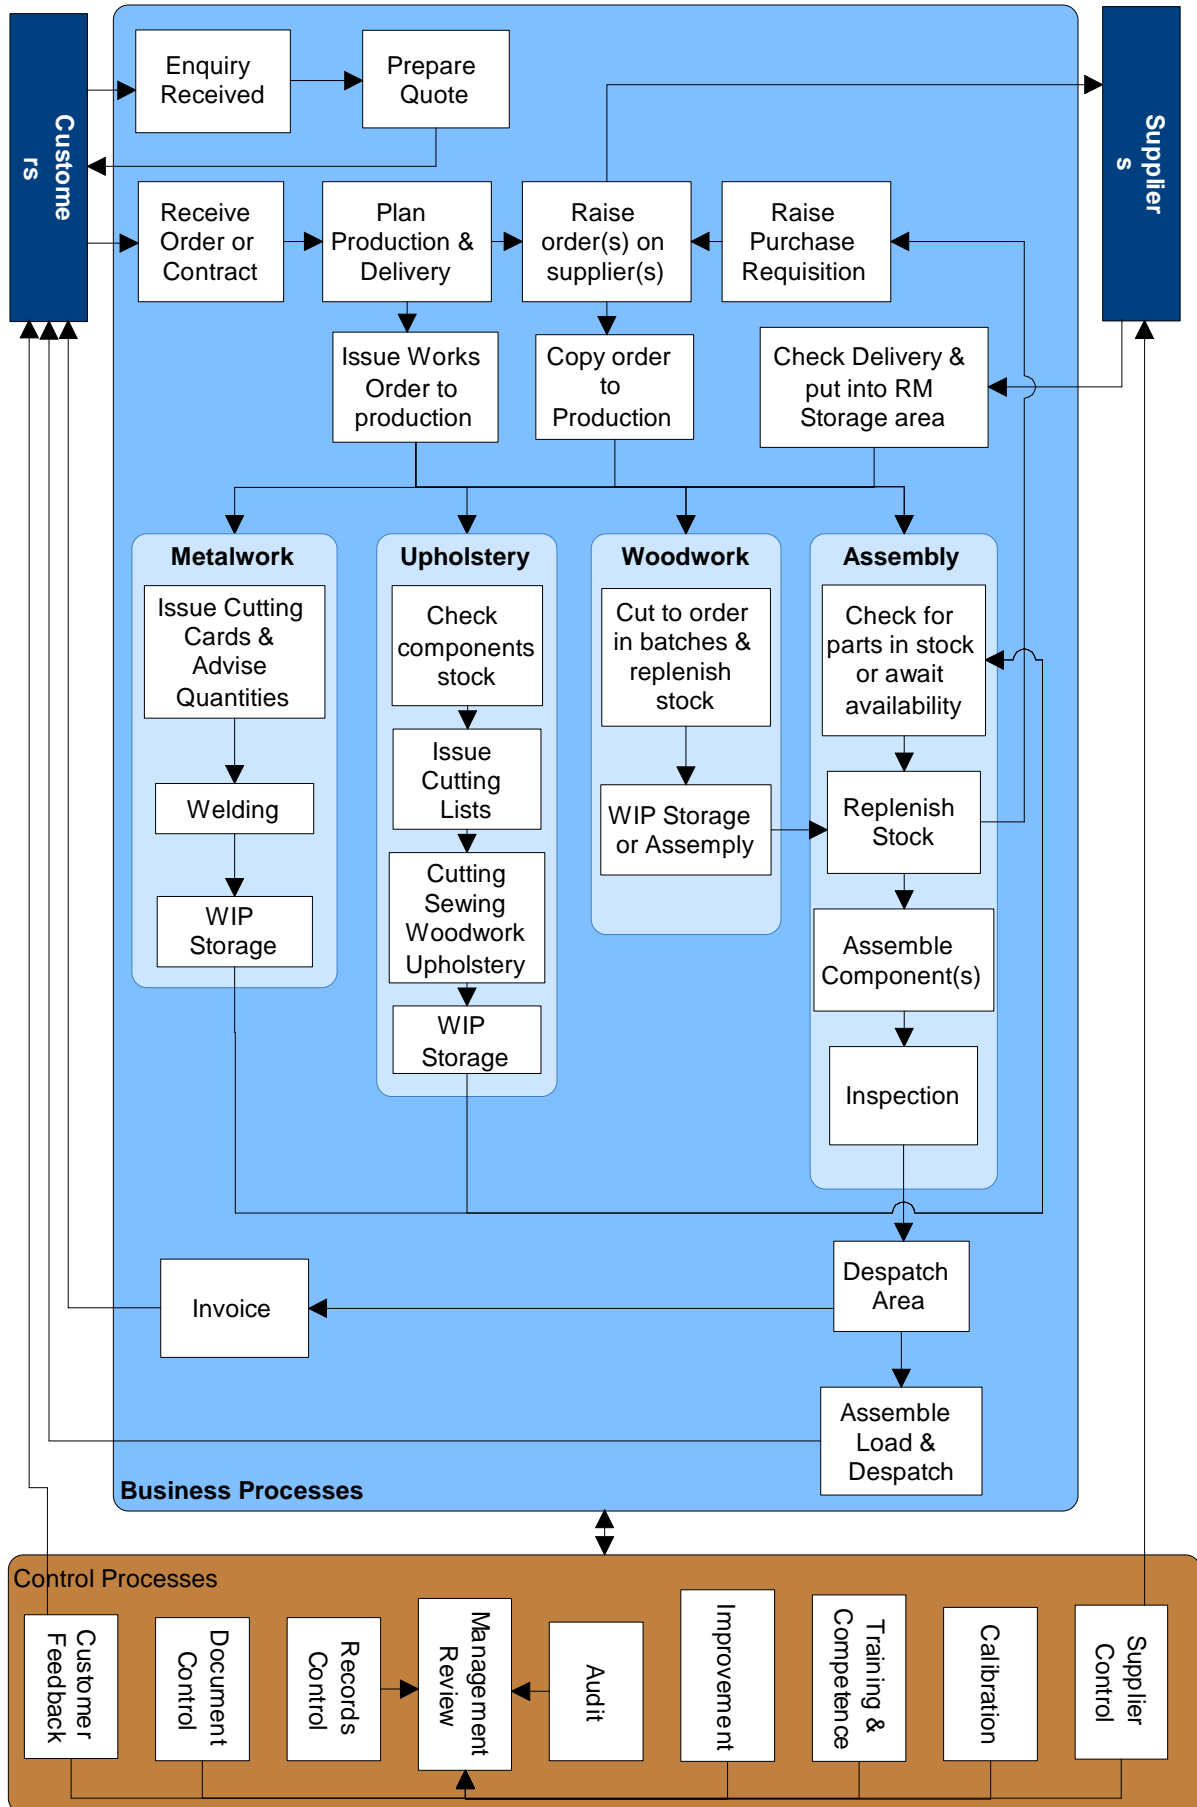 Custome
rs
Enquiry
Received
Prepare
Quote
Supplier
s
Receive
Order or
Contract
Plan
Production &
Delivery
Raise
order(s) on
supplier(s)
Raise
Purchase
Requisition
Issue Works
Order to
production
Copy order
to
Production
Check Delivery &
put into RM
Storage area
Metalwork
Issue Cutting
Cards &
Advise
Quantities
Welding
WIP
Storage
Upholstery
Check
components
stock
Issue
Cutting
Lists
Cutting
Sewing
Woodwork
Upholstery
WIP
Storage
Woodwork
Cut to order
in batches &
replenish
stock
WIP Storage
or Assemply
Assembly
Check for
parts in stock
or await
availability
Replenish
Stock
Assemble
Component(s)
Inspection
Despatch
Area
Invoice
Assemble
Load &
Despatch
Business Processes
Control Processes
Customer
Feedback
Document
Control
Records
Control
Management
Review
Audit
Improvement
Training &
Competence
Calibration
Supplier
Control